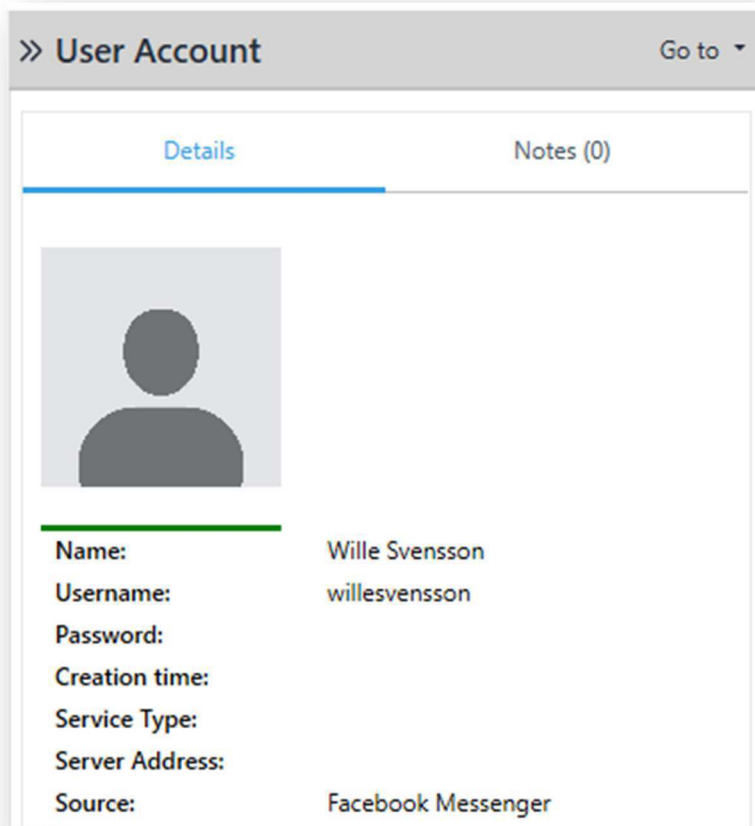 » User Account Go to
Details Notes (0)
Name: Wille Svensson
Username: willesvensson
Password:
Creation time:
Service Type:
Server Address:
Source: Facebook Messenger